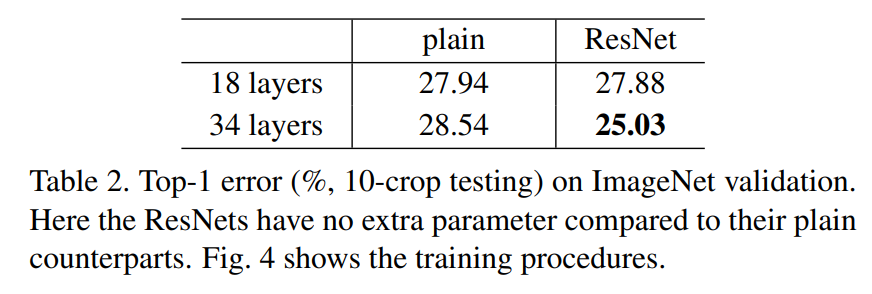 plain ResNet
18 layers 27.94 27.88
34 layers 28.54 25.03
Table 2. Top-1 error (%, 10-crop testing) on ImageNet validation.
Here the ResNets have no extra parameter compared to their plain
counterparts. Fig. 4 shows the training procedures.